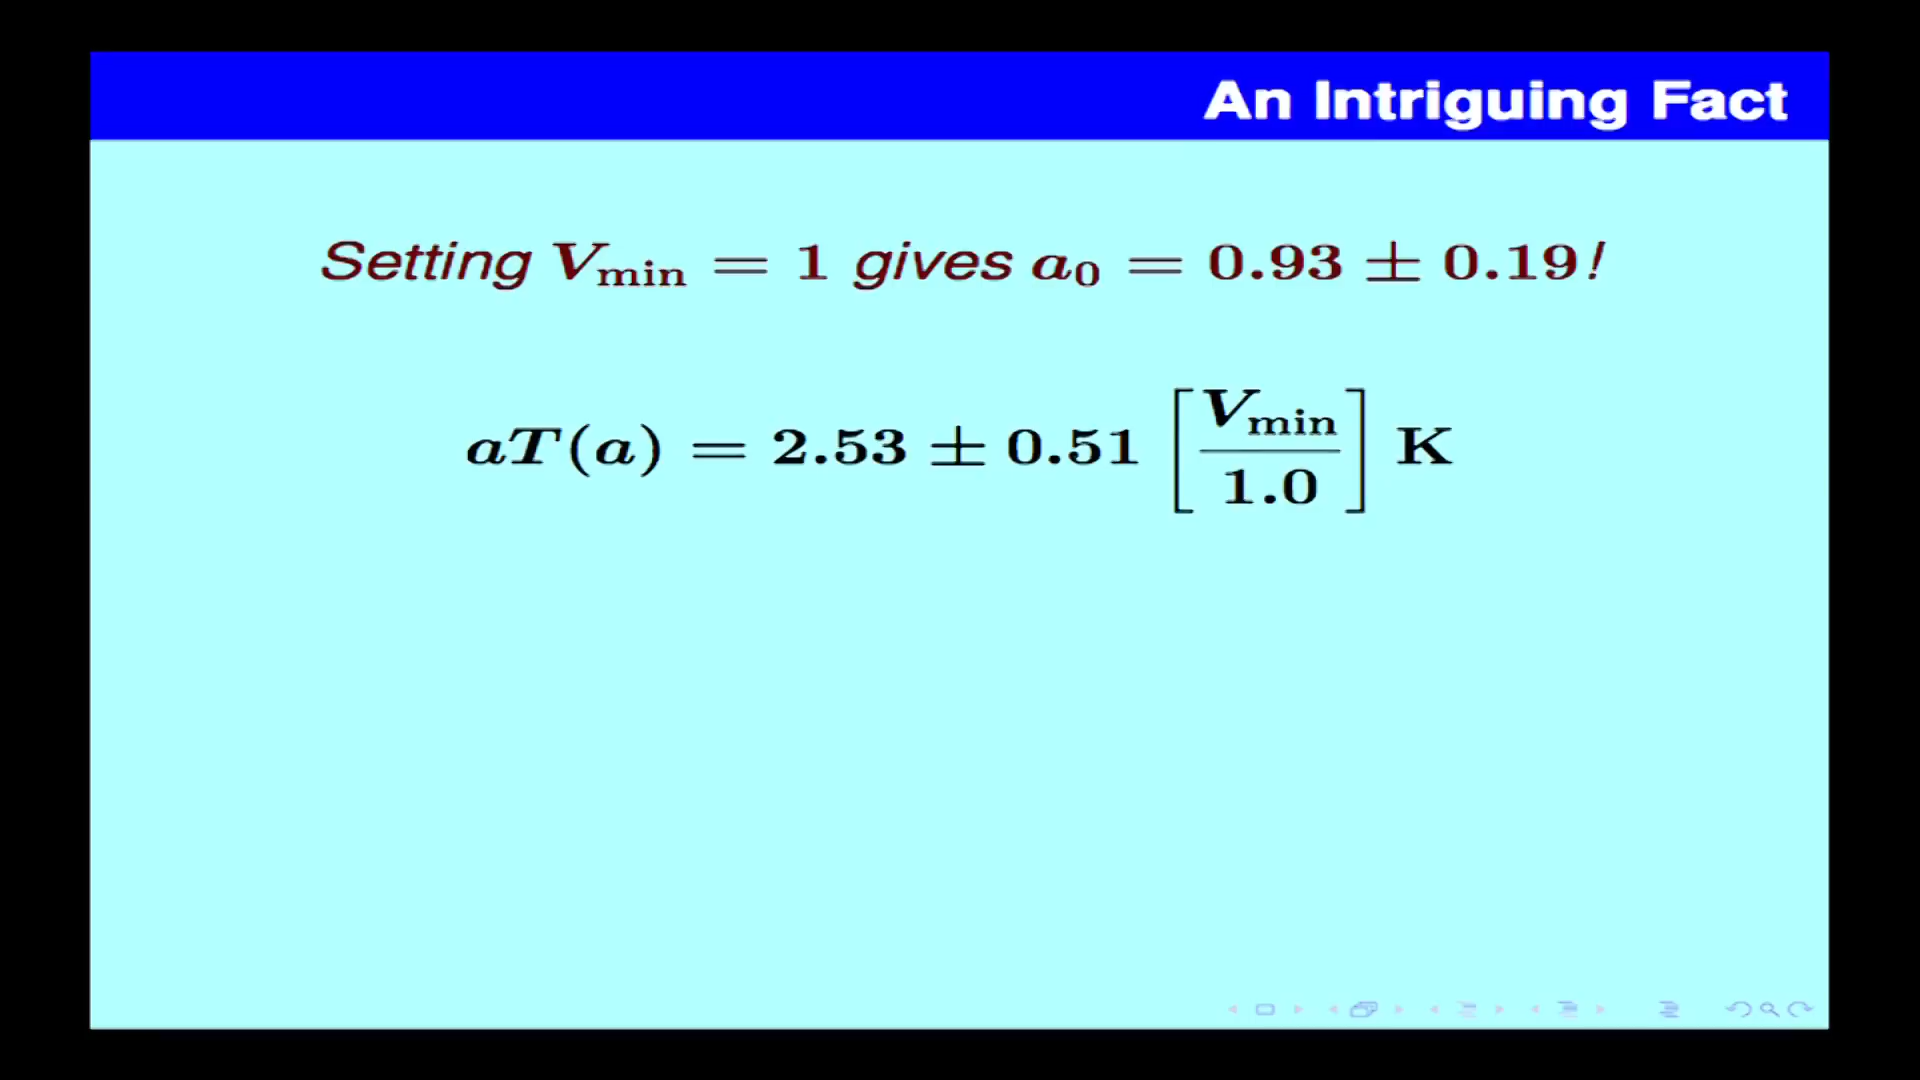 An Intriguing Fact
Setting V_min = 1 gives a_0 = 0.93 ± 0.19!
aT(a) = 2.53 ± 0.51 [V_min / 1.0] K